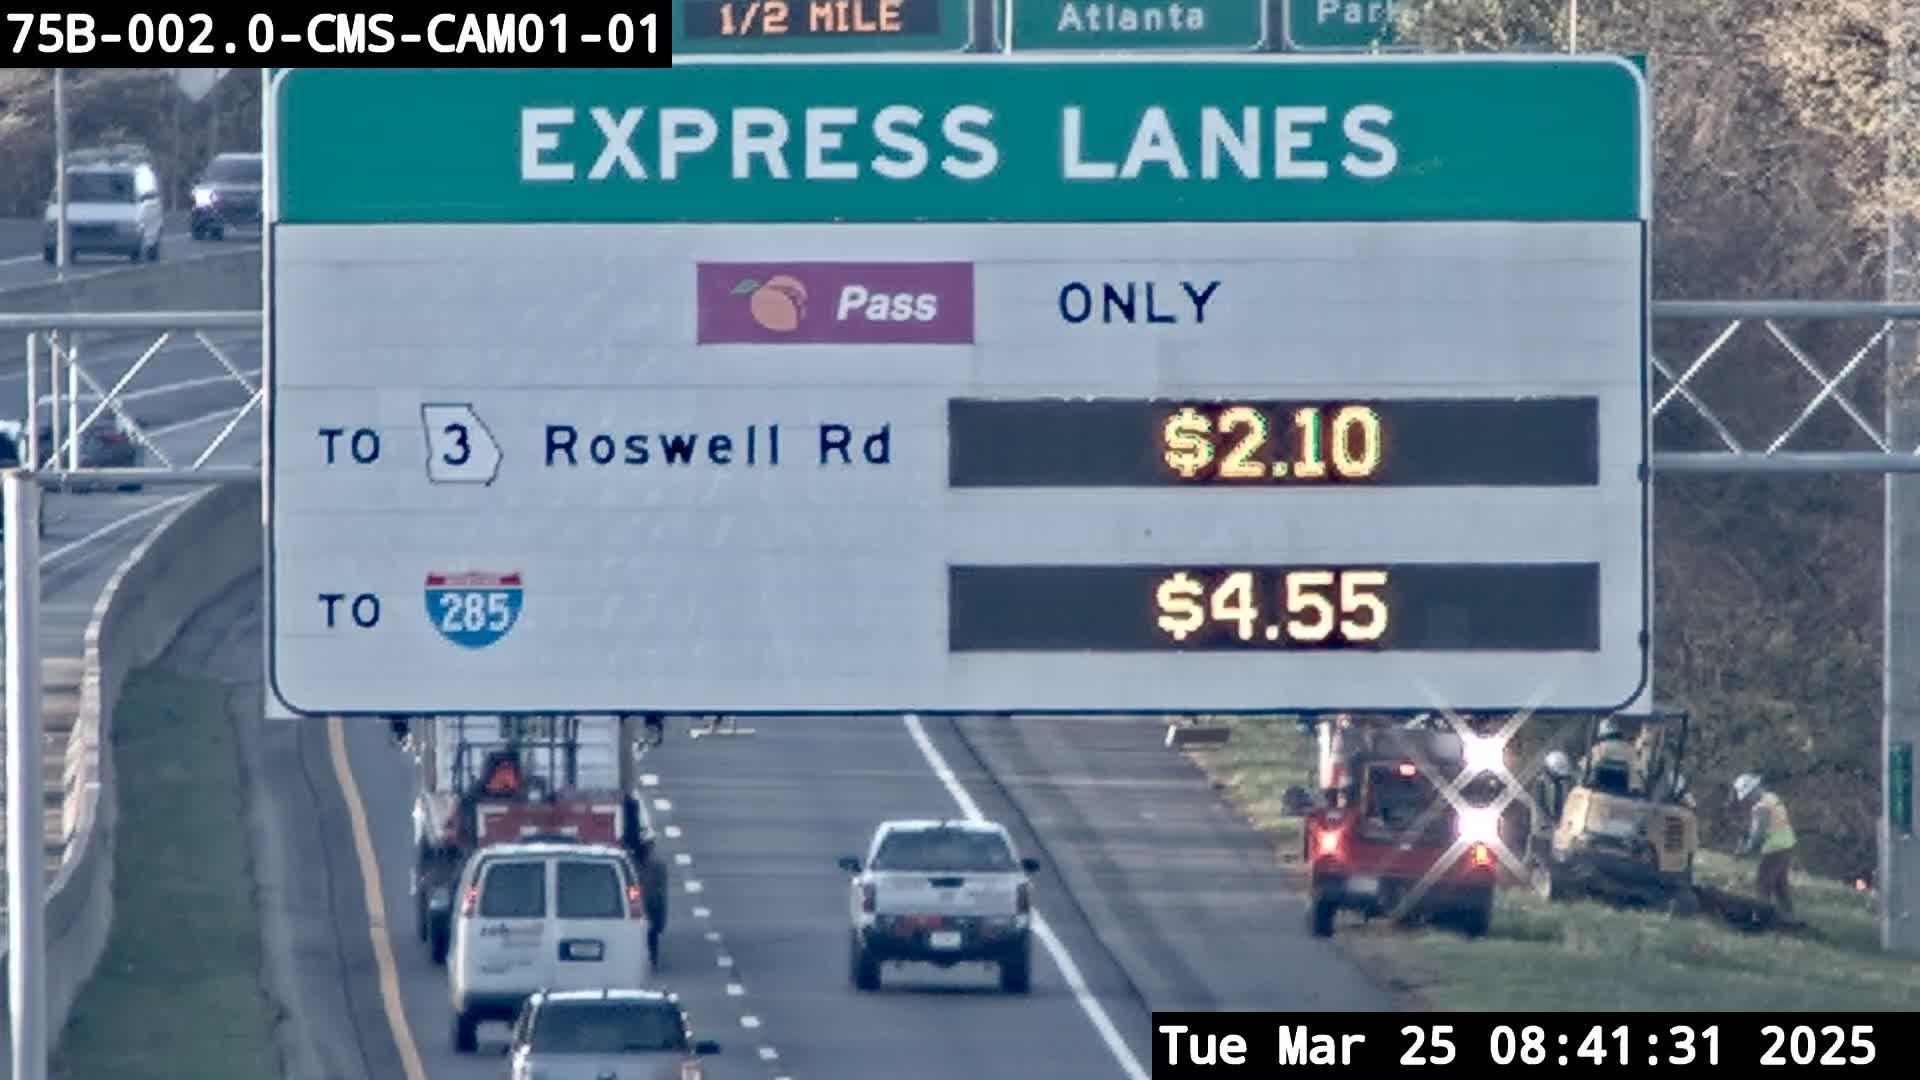 75B-002.0-CMS-CAM01-01
1/2 MILE
Atlanta
EXPRESS LANES
Pass ONLY
TO 3 Roswell Rd $2.10
TO 285 $4.55
Tue Mar 25 08:41:31 2025